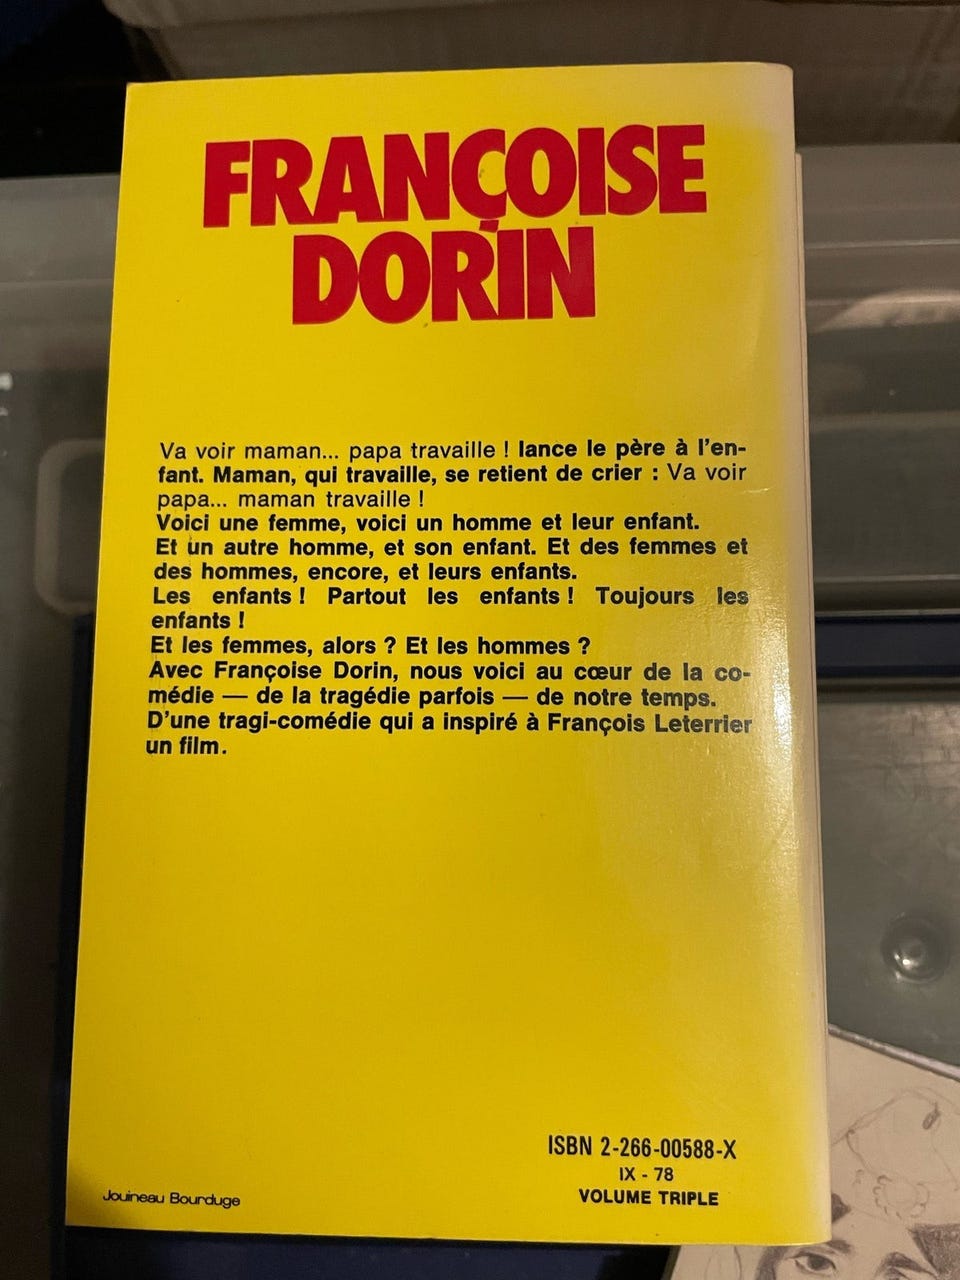 FRANÇOISE
DORIN
Va voir maman... papa travaille ! lance le père à l'en-
fant. Maman, qui travaille, se retient de crier : Va voir
papa... maman travaille !
Voici une femme, voici un homme et leur enfant.
Et un autre homme, et son enfant. Et des femmes et
des hommes, encore, et leurs enfants.
Les enfants ! Partout les enfants ! Toujours les
enfants !
Et les femmes, alors ? Et les hommes ?
Avec Françoise Dorin, nous voici au cœur de la co-
médie — de la tragédie parfois — de notre temps.
D'une tragi-comédie qui a inspiré à François Leterrier
un film.
ISBN 2-266-00588-X
IX - 78
VOLUME TRIPLE
Jouineau Bourduge